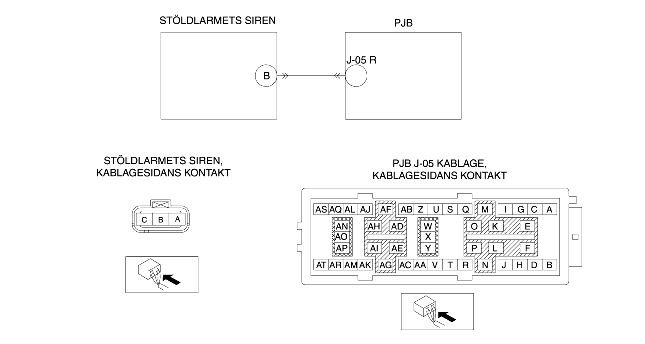 STÖLDLARMETS SIREN
PJB
J-05 R
B
STÖLDLARMETS SIREN,
KABLAGESIDANS KONTAKT
PJB J-05 KABLAGE,
KABLAGESIDANS KONTAKT
C B A
AS AQ AL AJ AF AB Z U S Q M I G C A
AN AH AD W O K E
AO X
AP AI AE Y P L F
AT AR AM AK AG AC AA V T R N J H D B